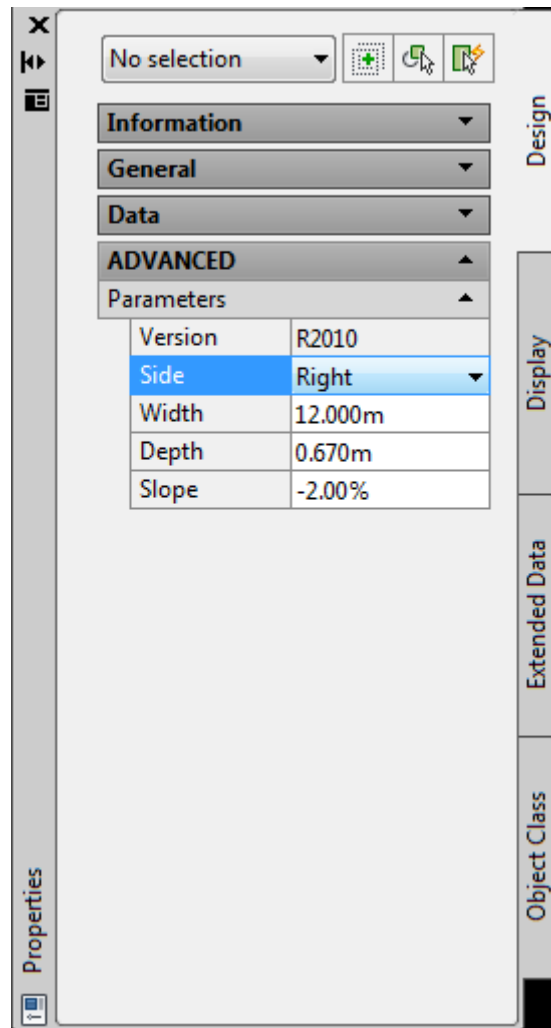 No selection
Information
General
Data
ADVANCED
Parameters
Version R2010
Side Right
Width 12.000m
Depth 0.670m
Slope -2.00%
Design
Display
Extended Data
Object Class
Properties